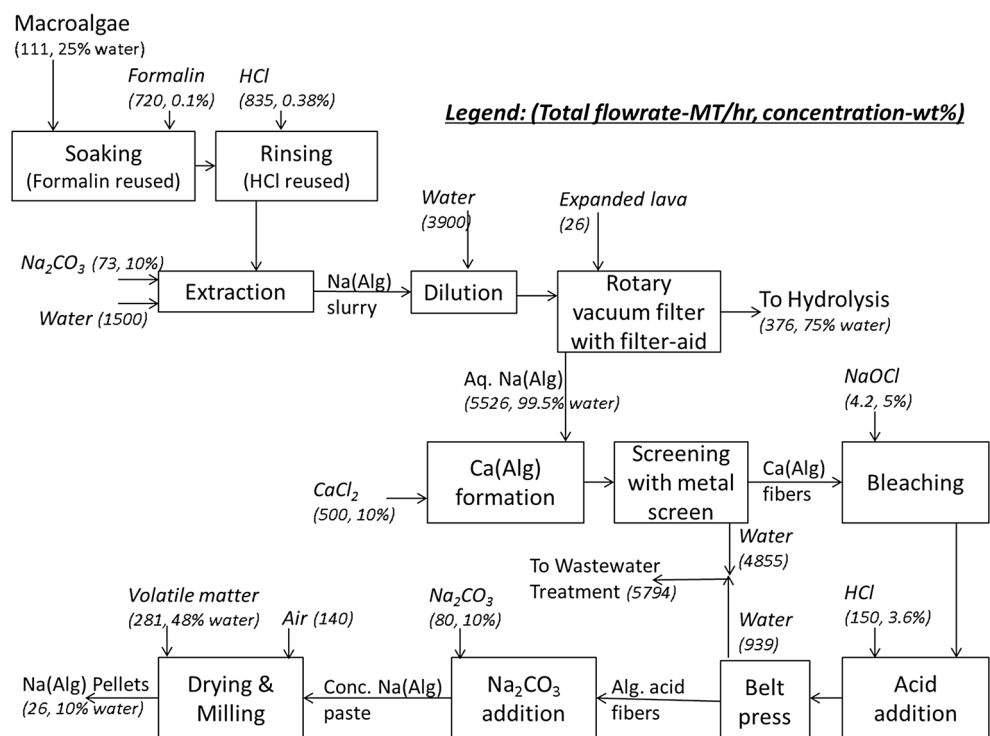 Macroalgae
(111, 25% water)
Formalin
(720, 0.1%)
HCl
(835, 0.38%)
Legend: (Total flowrate-MT/hr, concentration-wt%)
Soaking
(Formalin reused)
Rinsing
(HCl reused)
Water
(3900)
Expanded lava
(26)
Na₂CO₃ (73, 10%)
Water (1500)
Extraction
Na(Alg)
slurry
Dilution
Rotary
vacuum filter
with filter-aid
To Hydrolysis
(376, 75% water)
Aq. Na(Alg)
(5526, 99.5% water)
NaOCl
(4.2, 5%)
CaCl₂
(500, 10%)
Ca(Alg)
formation
Screening
with metal
screen
Ca(Alg)
fibers
Bleaching
Water
(4855)
To Wastewater
Treatment (5794)
Volatile matter
(281, 48% water)
Air (140)
Na₂CO₃
(80, 10%)
Water
(939)
HCl
(150, 3.6%)
Na(Alg) Pellets
(26, 10% water)
Drying &
Milling
Conc. Na(Alg)
paste
Na₂CO₃
addition
Alg. acid
fibers
Belt
press
Acid
addition